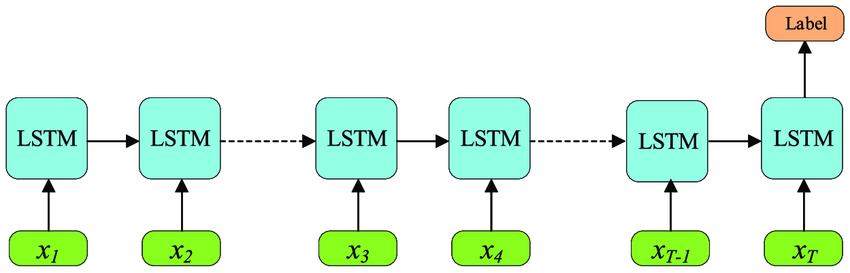 Label
LSTM LSTM LSTM LSTM LSTM LSTM
x1 x2 x3 x4 xT-1 xT